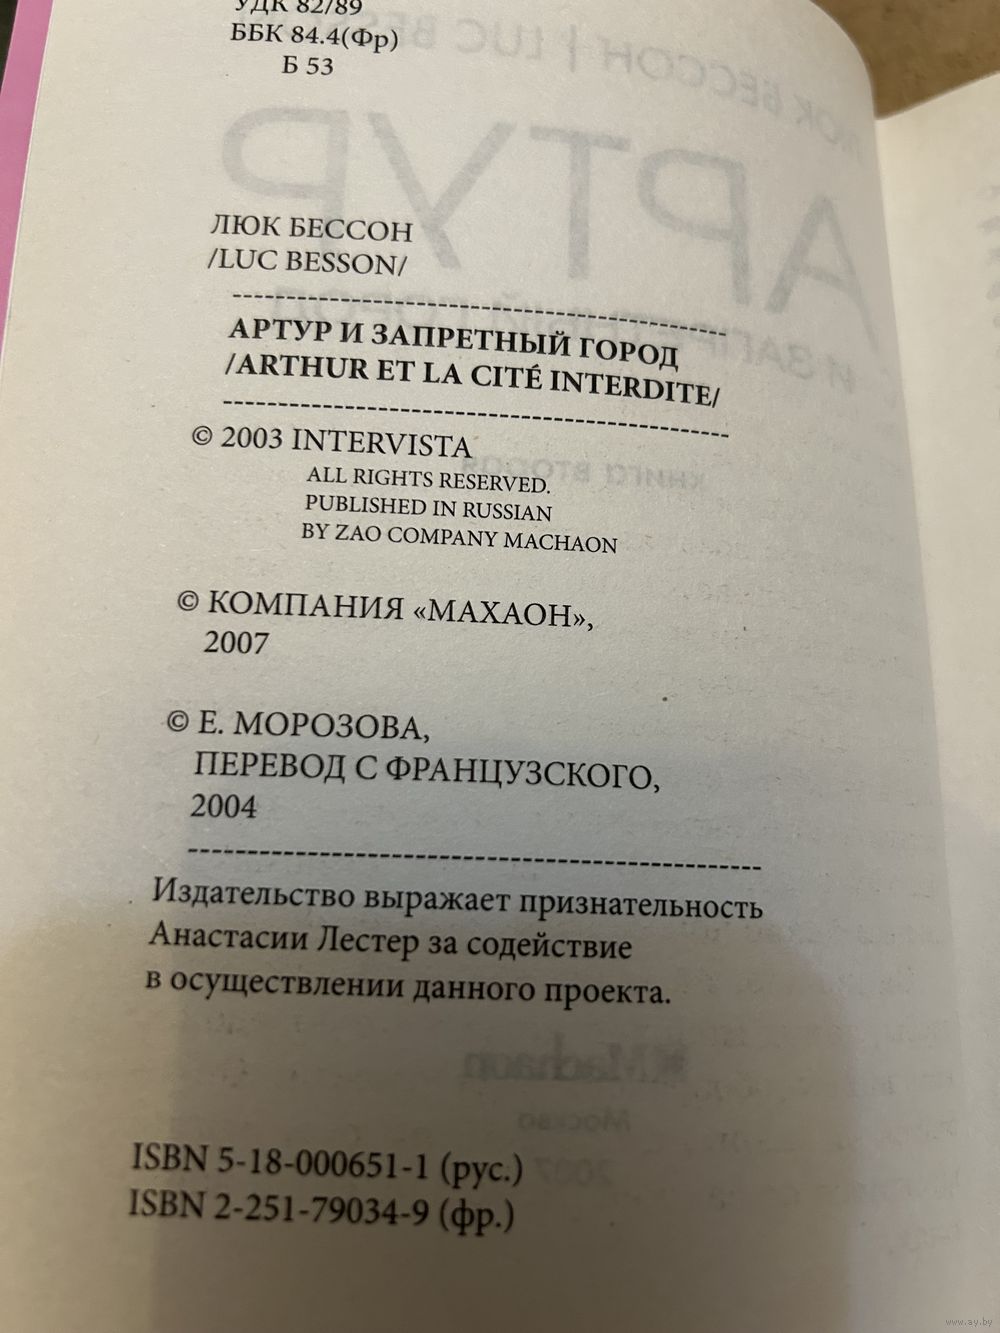 УДК 82/89
ББК 84.4(Фр)
Б 53
ЛЮК БЕССОН
/LUC BESSON/
АРТУР И ЗАПРЕТНЫЙ ГОРОД
/ARTHUR ET LA CITÉ INTERDITE/
© 2003 INTERVISTA
ALL RIGHTS RESERVED.
PUBLISHED IN RUSSIAN
BY ZAO COMPANY MACHAON
© КОМПАНИЯ «МАХАОН»,
2007
© Е. МОРОЗОВА,
ПЕРЕВОД С ФРАНЦУЗСКОГО,
2004
Издательство выражает признательность
Анастасии Лестер за содействие
в осуществлении данного проекта.
ISBN 5-18-000651-1 (рус.)
ISBN 2-251-79034-9 (фр.)
www.ay.by